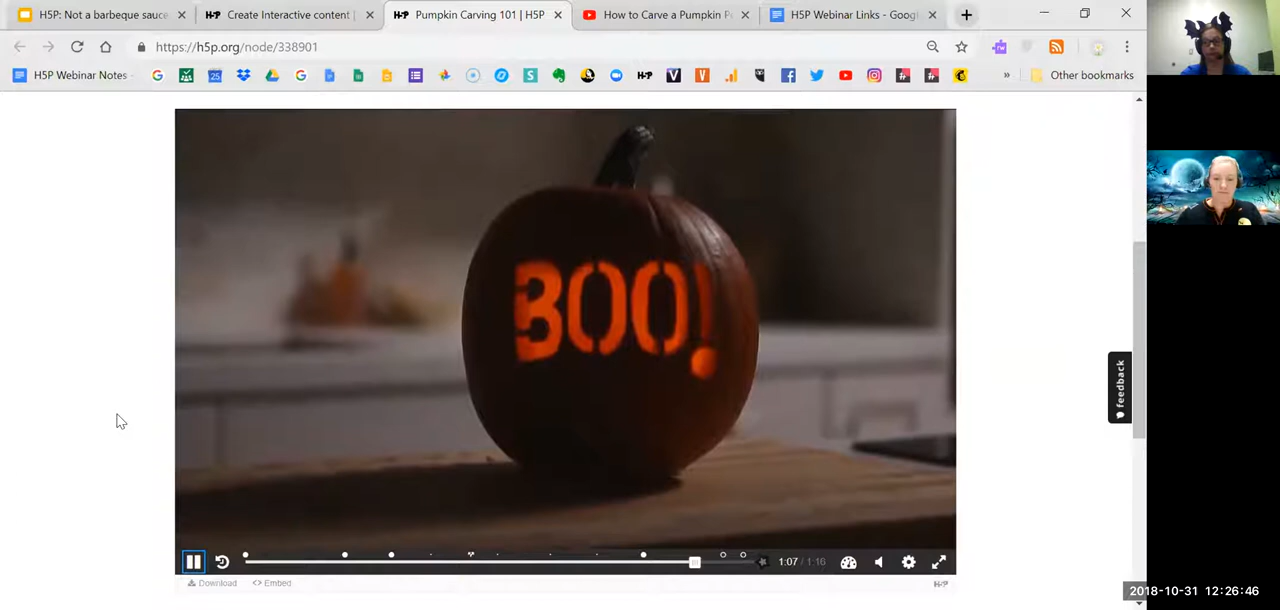 H5P: Not a barbeque sauce
H-P Create Interactive content |
H-P Pumpkin Carving 101 | H5P
How to Carve a Pumpkin P
H5P Webinar Links - Goog
https://h5p.org/node/338901
H5P Webinar Notes
Other bookmarks
BOO!
feedback
1:07 / 1:16
Download
<> Embed
H-P
2018-10-31 12:26:46